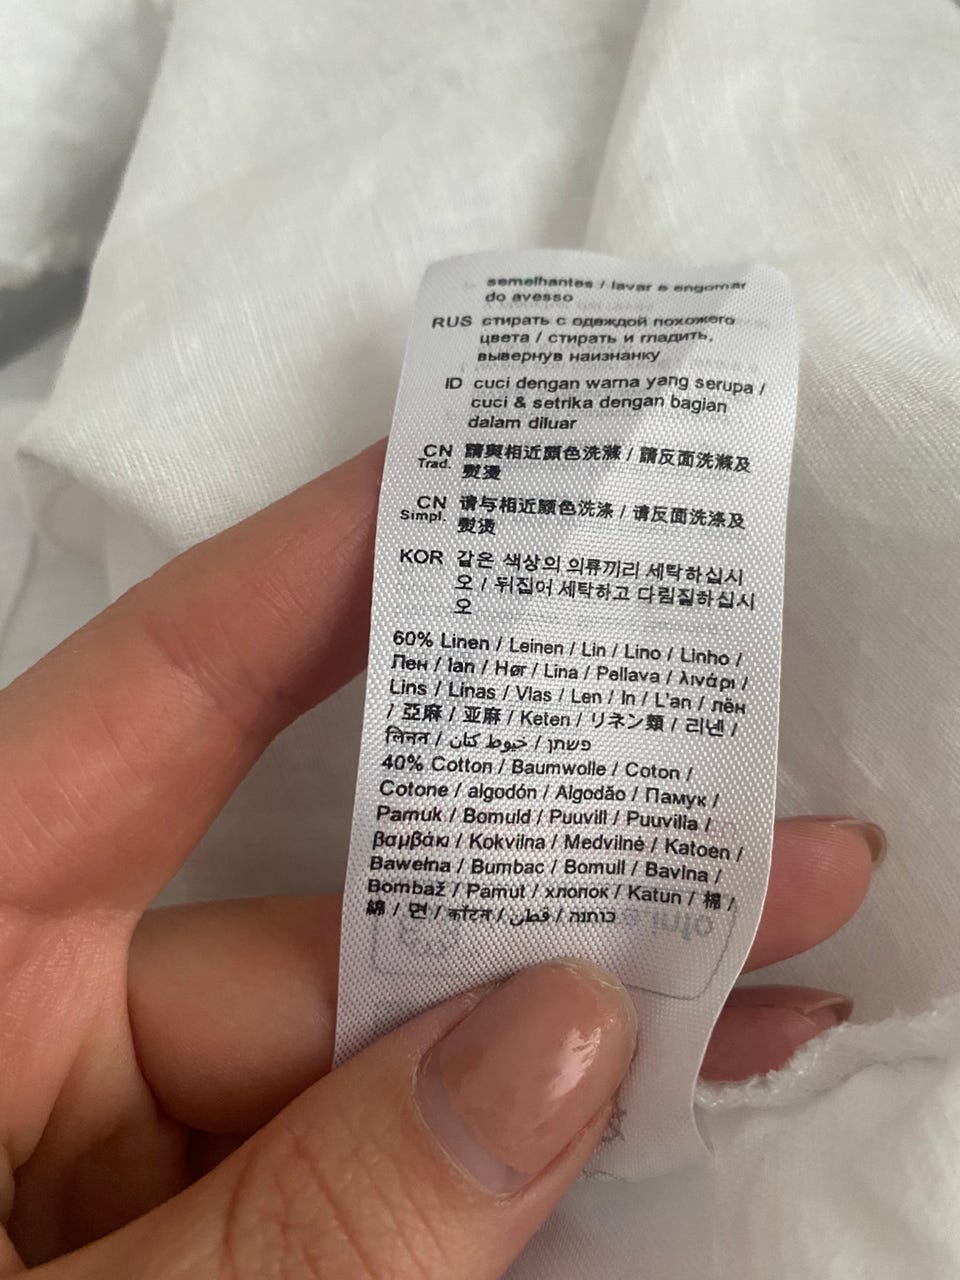 semelhantes / lavar e engomar
do avesso
RUS стирать с одеждой похожего
цвета / стирать и гладить,
вывернув наизнанку
ID cuci dengan warna yang serupa /
cuci & setrika dengan bagian
dalam diluar
CN Trad. 請與相近顏色洗滌 / 請反面洗滌及
熨燙
CN Simpl. 请与相近颜色洗涤 / 请反面洗涤及
熨烫
KOR 같은 색상의 의류끼리 세탁하십시
오 / 뒤집어 세탁하고 다림질하십시
오
60% Linen / Leinen / Lin / Lino / Linho /
Лен / lan / Hør / Lina / Pellava / λινάρι /
Lins / Linas / Vlas / Len / In / L'an / лён
/ 亞麻 / 亚麻 / Keten / リネン類 / 리넨 /
लिनन / خيوط كتان / פשתן
40% Cotton / Baumwolle / Coton /
Cotone / algodón / Algodão / Памук /
Pamuk / Bomuld / Puuvill / Puuvilla /
βαμβάκι / Kokvilna / Medvilnė / Katoen /
Bawełna / Bumbac / Bomull / Bavlna /
Bombaž / Pamut / хлопок / Katun / 棉 /
綿 / 면 / कॉटन / قطن / כותנה